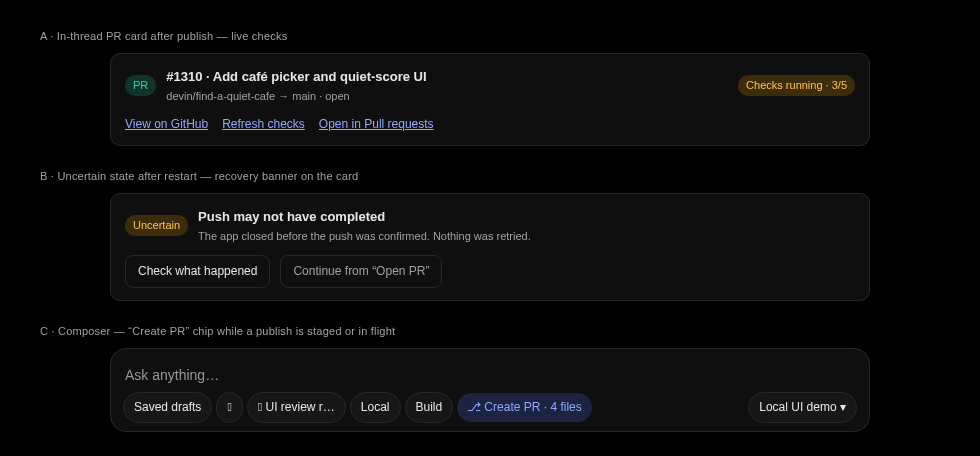 A · In-thread PR card after publish — live checks
PR
#1310 · Add café picker and quiet-score UI
devin/find-a-quiet-cafe → main · open
Checks running · 3/5
View on GitHub Refresh checks Open in Pull requests
B · Uncertain state after restart — recovery banner on the card
Uncertain
Push may not have completed
The app closed before the push was confirmed. Nothing was retried.
Check what happened Continue from “Open PR”
C · Composer — “Create PR” chip while a publish is staged or in flight
Ask anything…
Saved drafts UI review r… Local Build ⎇ Create PR · 4 files Local UI demo ▾